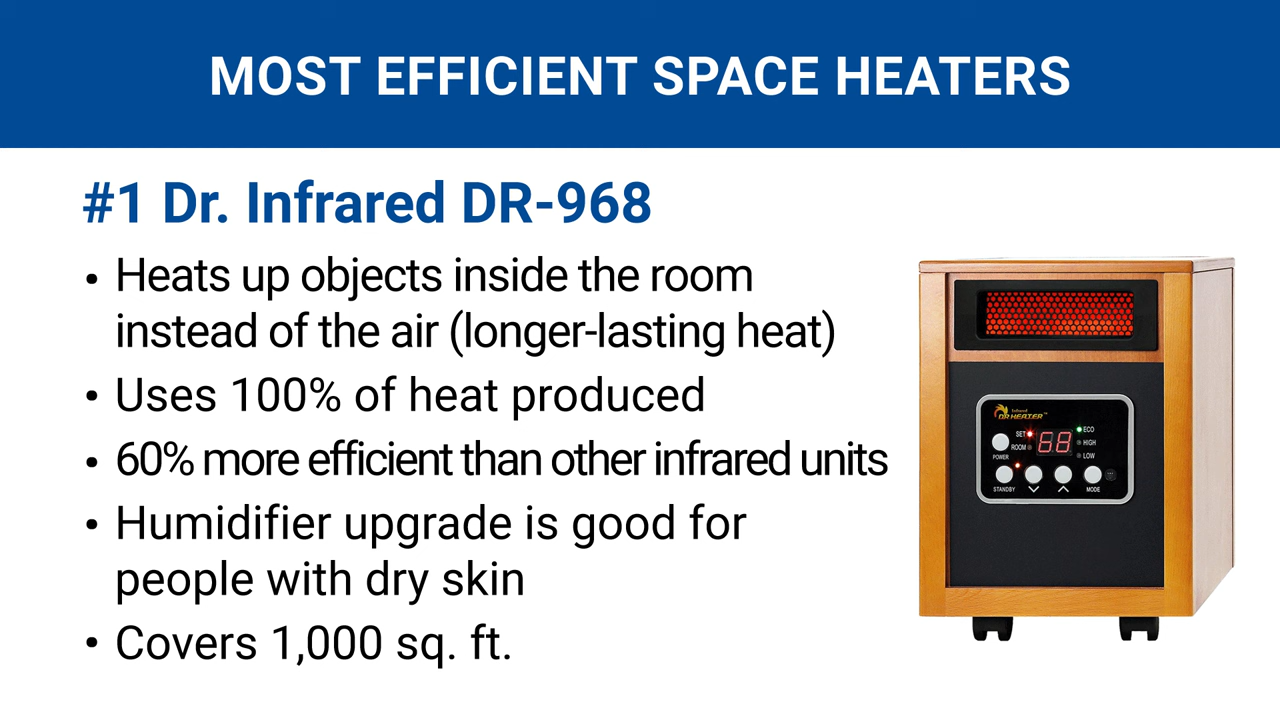 MOST EFFICIENT SPACE HEATERS
#1 Dr. Infrared DR-968
• Heats up objects inside the room
instead of the air (longer-lasting heat)
• Uses 100% of heat produced
• 60% more efficient than other infrared units
• Humidifier upgrade is good for
people with dry skin
• Covers 1,000 sq. ft.
Infrared
DR HEATER™
SET
ROOM
POWER
68
ECO
HIGH
LOW
STANDBY
MODE